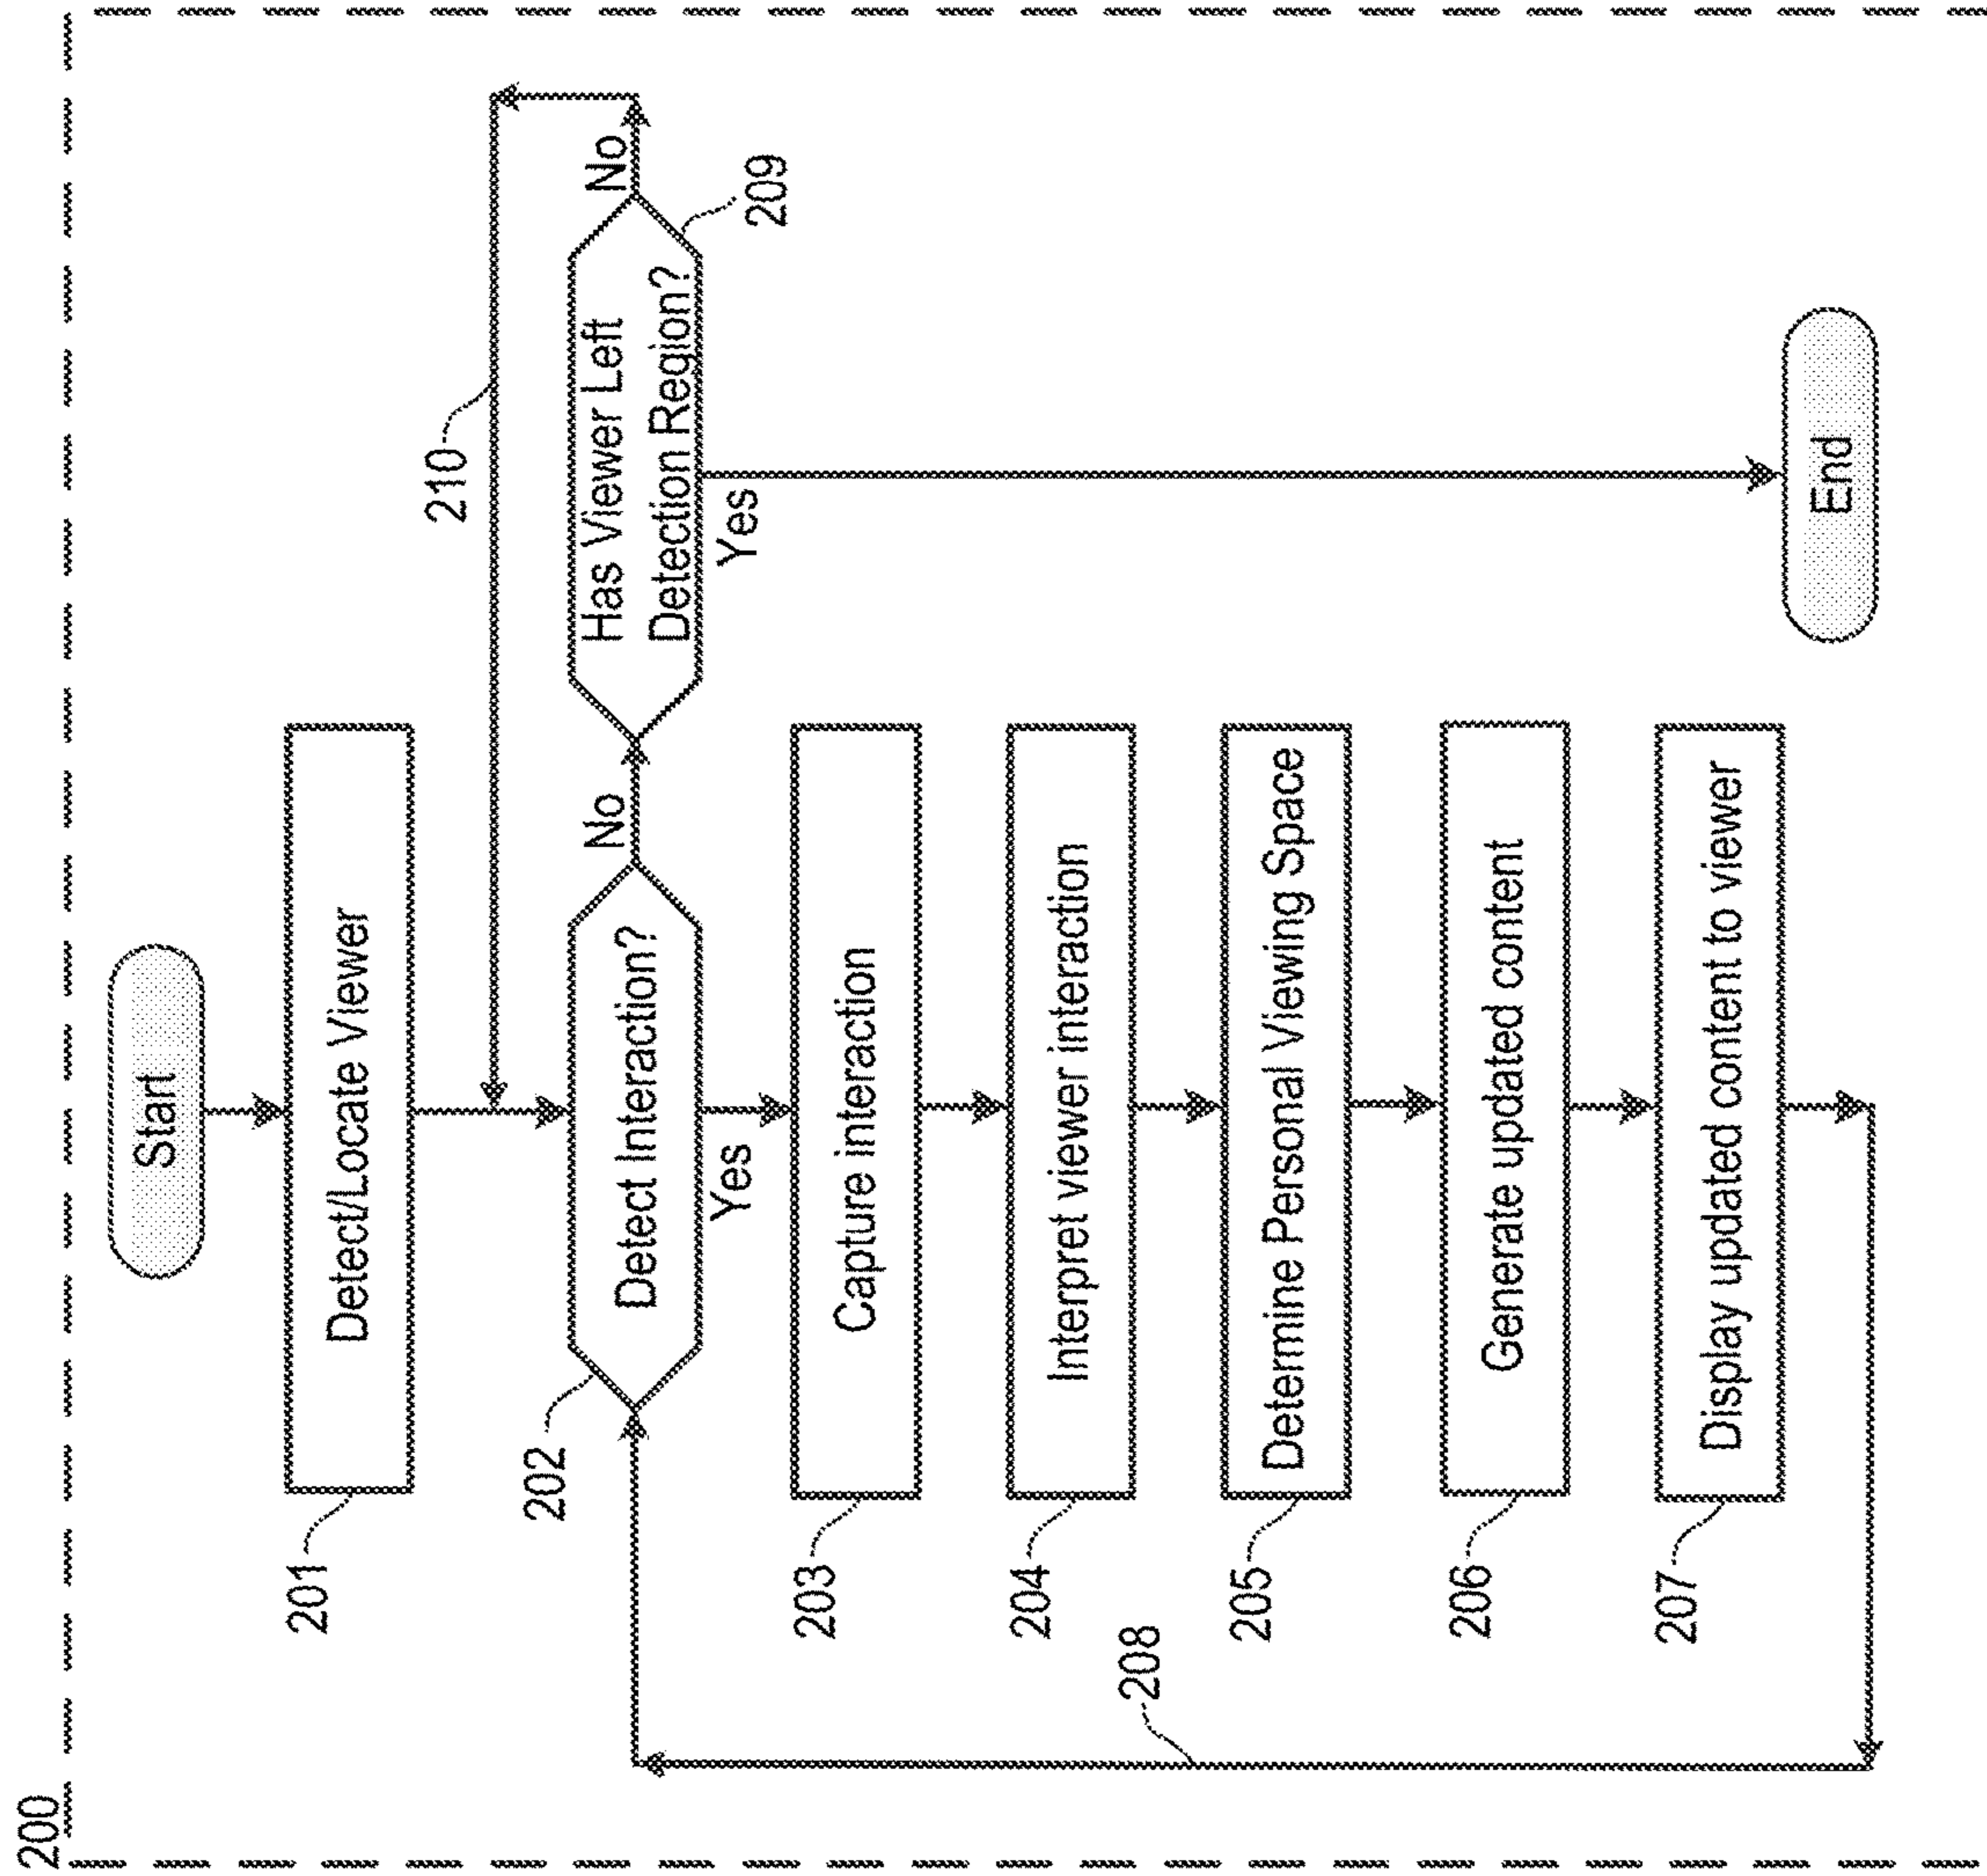 200
Start
Detect/Locate Viewer
201
210
Detect Interaction?
202
No
Yes
Has Viewer Left
Detection Region?
No
209
Yes
Capture interaction
203
Interpret viewer interaction
204
Determine Personal Viewing Space
205
208
Generate updated content
206
Display updated content to viewer
207
End